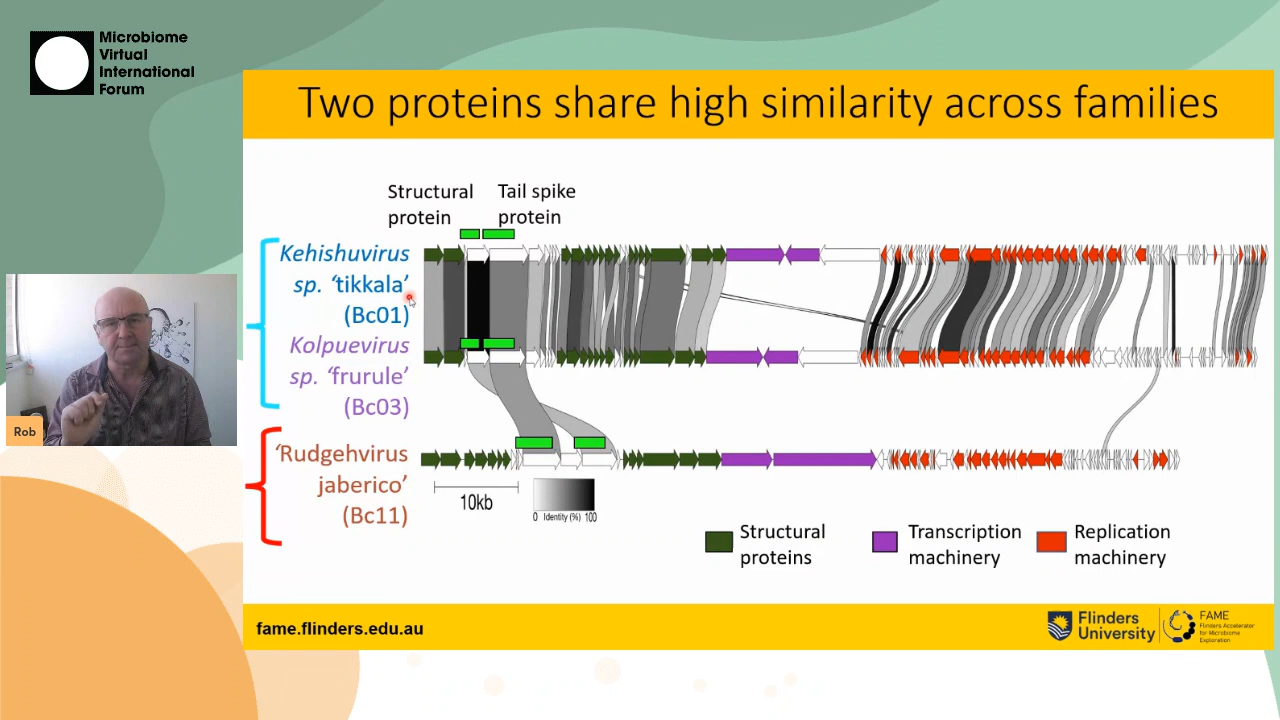 Microbiome
Virtual
International
Forum
Two proteins share high similarity across families
Structural
protein
Tail spike
protein
Kehishuvirus
sp. ‘tikkala’
(Bc01)
Kolpuevirus
sp. ‘frurule’
(Bc03)
‘Rudgehvirus
jaberico’
(Bc11)
10kb
0 Identity (%) 100
Structural
proteins
Transcription
machinery
Replication
machinery
Rob
fame.flinders.edu.au
Flinders
University
FAME
Flinders Accelerator
for Microbiome
Exploration